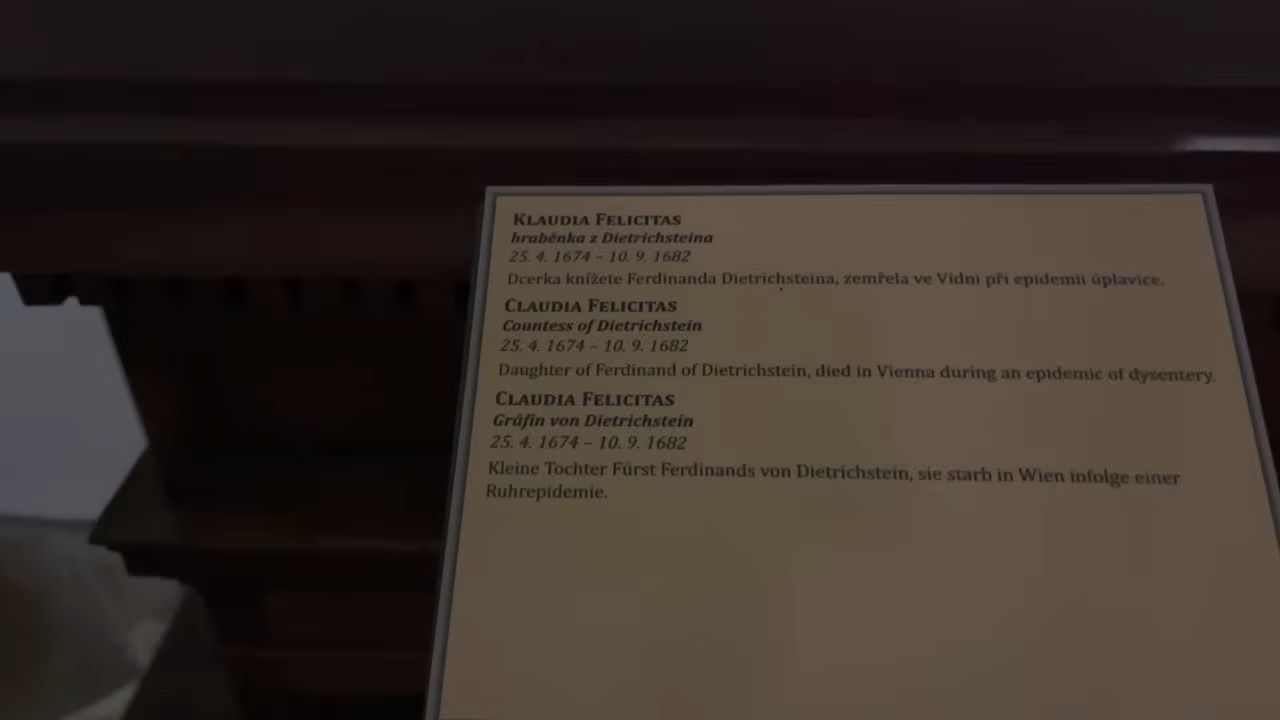 KLAUDIA FELICITAS
hraběnka z Dietrichsteina
25. 4. 1674 – 10. 9. 1682
Dcerka knížete Ferdinanda Dietrichsteina, zemřela ve Vídni při epidemii úplavice.
CLAUDIA FELICITAS
Countess of Dietrichstein
25. 4. 1674 – 10. 9. 1682
Daughter of Ferdinand of Dietrichstein, died in Vienna during an epidemic of dysentery.
CLAUDIA FELICITAS
Gräfin von Dietrichstein
25. 4. 1674 – 10. 9. 1682
Kleine Tochter Fürst Ferdinands von Dietrichstein, sie starb in Wien infolge einer
Ruhrepidemie.